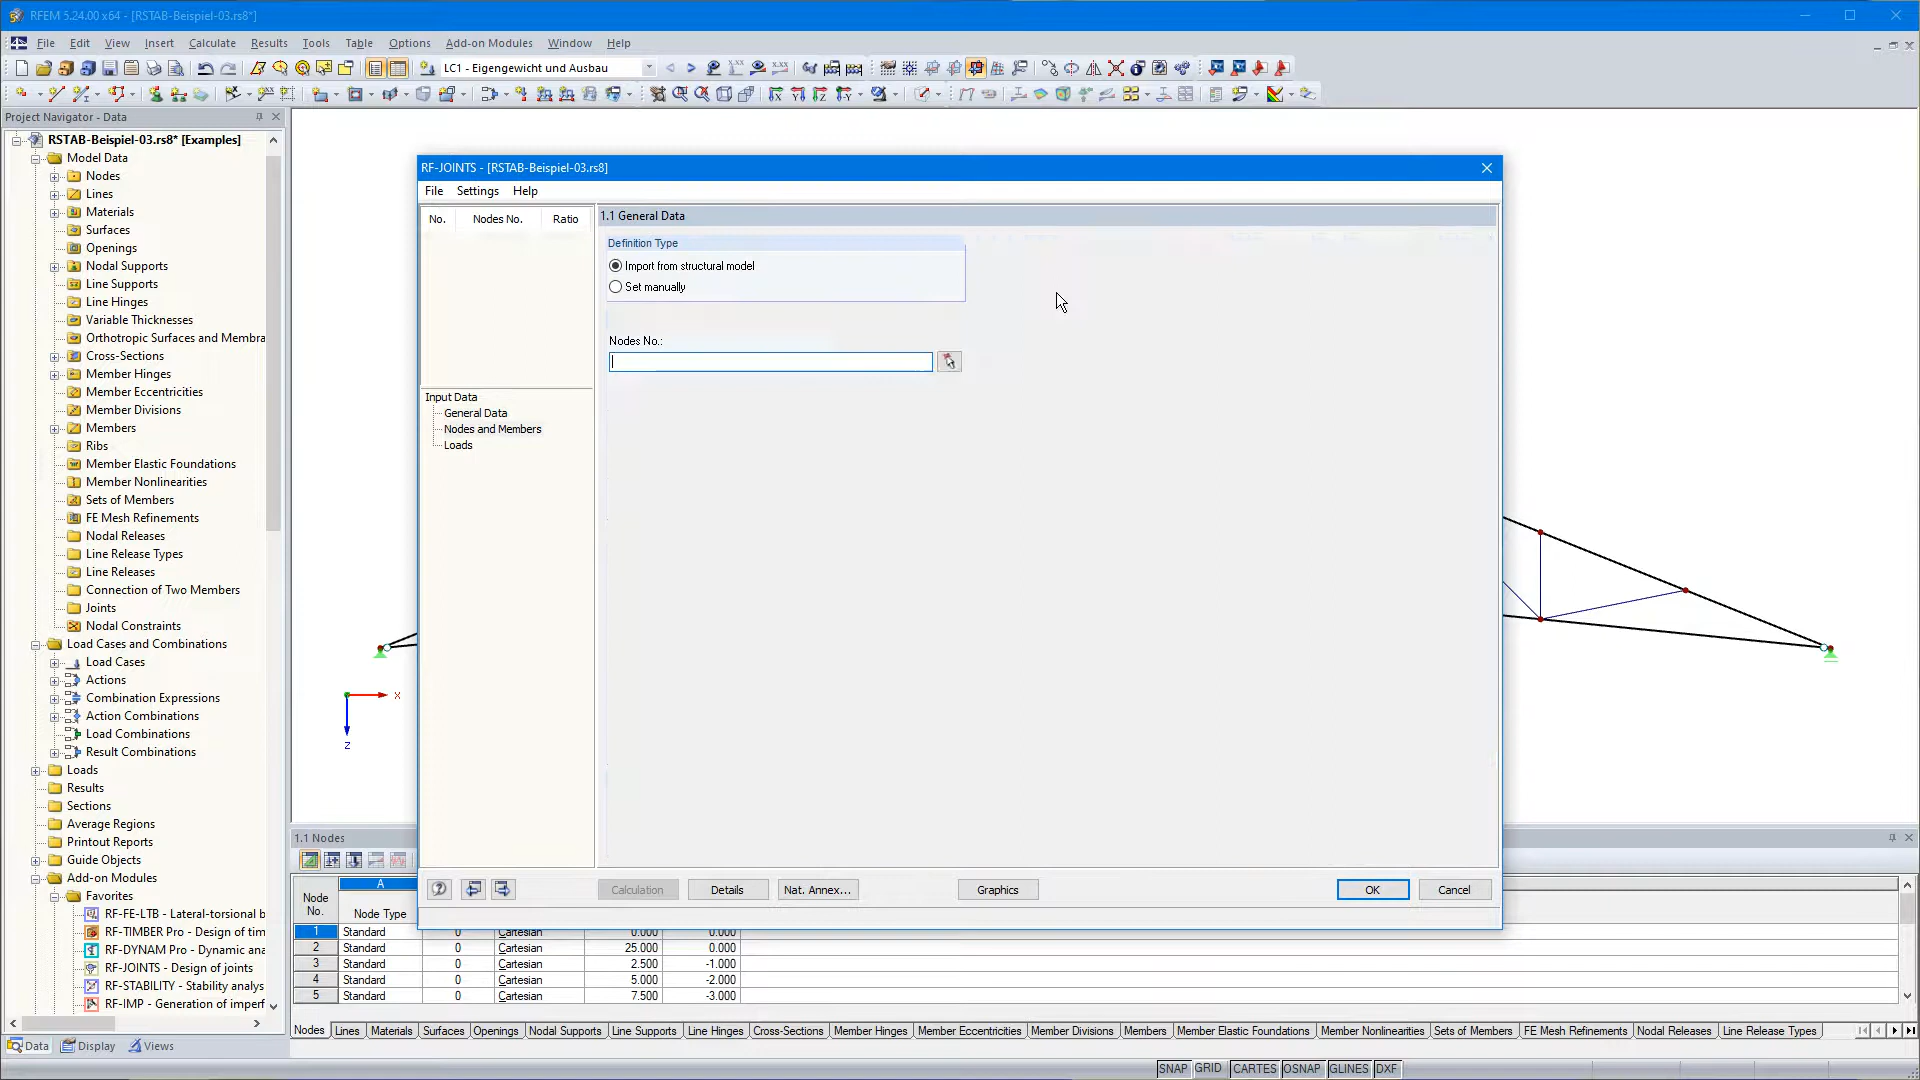 RFEM 5.24.00 x64 - [RSTAB-Beispiel-03.rs8*]
File Edit View Insert Calculate Results Tools Table Options Add-on Modules Window Help
LC1 - Eigengewicht und Ausbau
Project Navigator - Data
RSTAB-Beispiel-03.rs8* [Examples]
Model Data
Nodes
Lines
Materials
Surfaces
Openings
Nodal Supports
Line Supports
Line Hinges
Variable Thicknesses
Orthotropic Surfaces and Membra
Cross-Sections
Member Hinges
Member Eccentricities
Member Divisions
Members
Ribs
Member Elastic Foundations
Member Nonlinearities
Sets of Members
FE Mesh Refinements
Nodal Releases
Line Release Types
Line Releases
Connection of Two Members
Joints
Nodal Constraints
Load Cases and Combinations
Load Cases
Actions
Combination Expressions
Action Combinations
Load Combinations
Result Combinations
Loads
Results
Sections
Average Regions
Printout Reports
Guide Objects
Add-on Modules
Favorites
RF-FE-LTB - Lateral-torsional b
RF-TIMBER Pro - Design of tim
RF-DYNAM Pro - Dynamic ana
RF-JOINTS - Design of joints
RF-STABILITY - Stability analys
RF-IMP - Generation of imperf
Data Display Views
RF-JOINTS - [RSTAB-Beispiel-03.rs8]
File Settings Help
No. Nodes No. Ratio
Input Data
General Data
Nodes and Members
Loads
1.1 General Data
Definition Type
Import from structural model
Set manually
Nodes No.:
Calculation Details Nat. Annex... Graphics OK Cancel
x
z
1.1 Nodes
A
Node No.
Node Type
1 Standard 0 Cartesian 0.000 0.000
2 Standard 0 Cartesian 25.000 0.000
3 Standard 0 Cartesian 2.500 -1.000
4 Standard 0 Cartesian 5.000 -2.000
5 Standard 0 Cartesian 7.500 -3.000
Nodes Lines Materials Surfaces Openings Nodal Supports Line Supports Line Hinges Cross-Sections Member Hinges Member Eccentricities Member Divisions Members Member Elastic Foundations Member Nonlinearities Sets of Members FE Mesh Refinements Nodal Releases Line Release Types
SNAP GRID CARTES OSNAP GLINES DXF